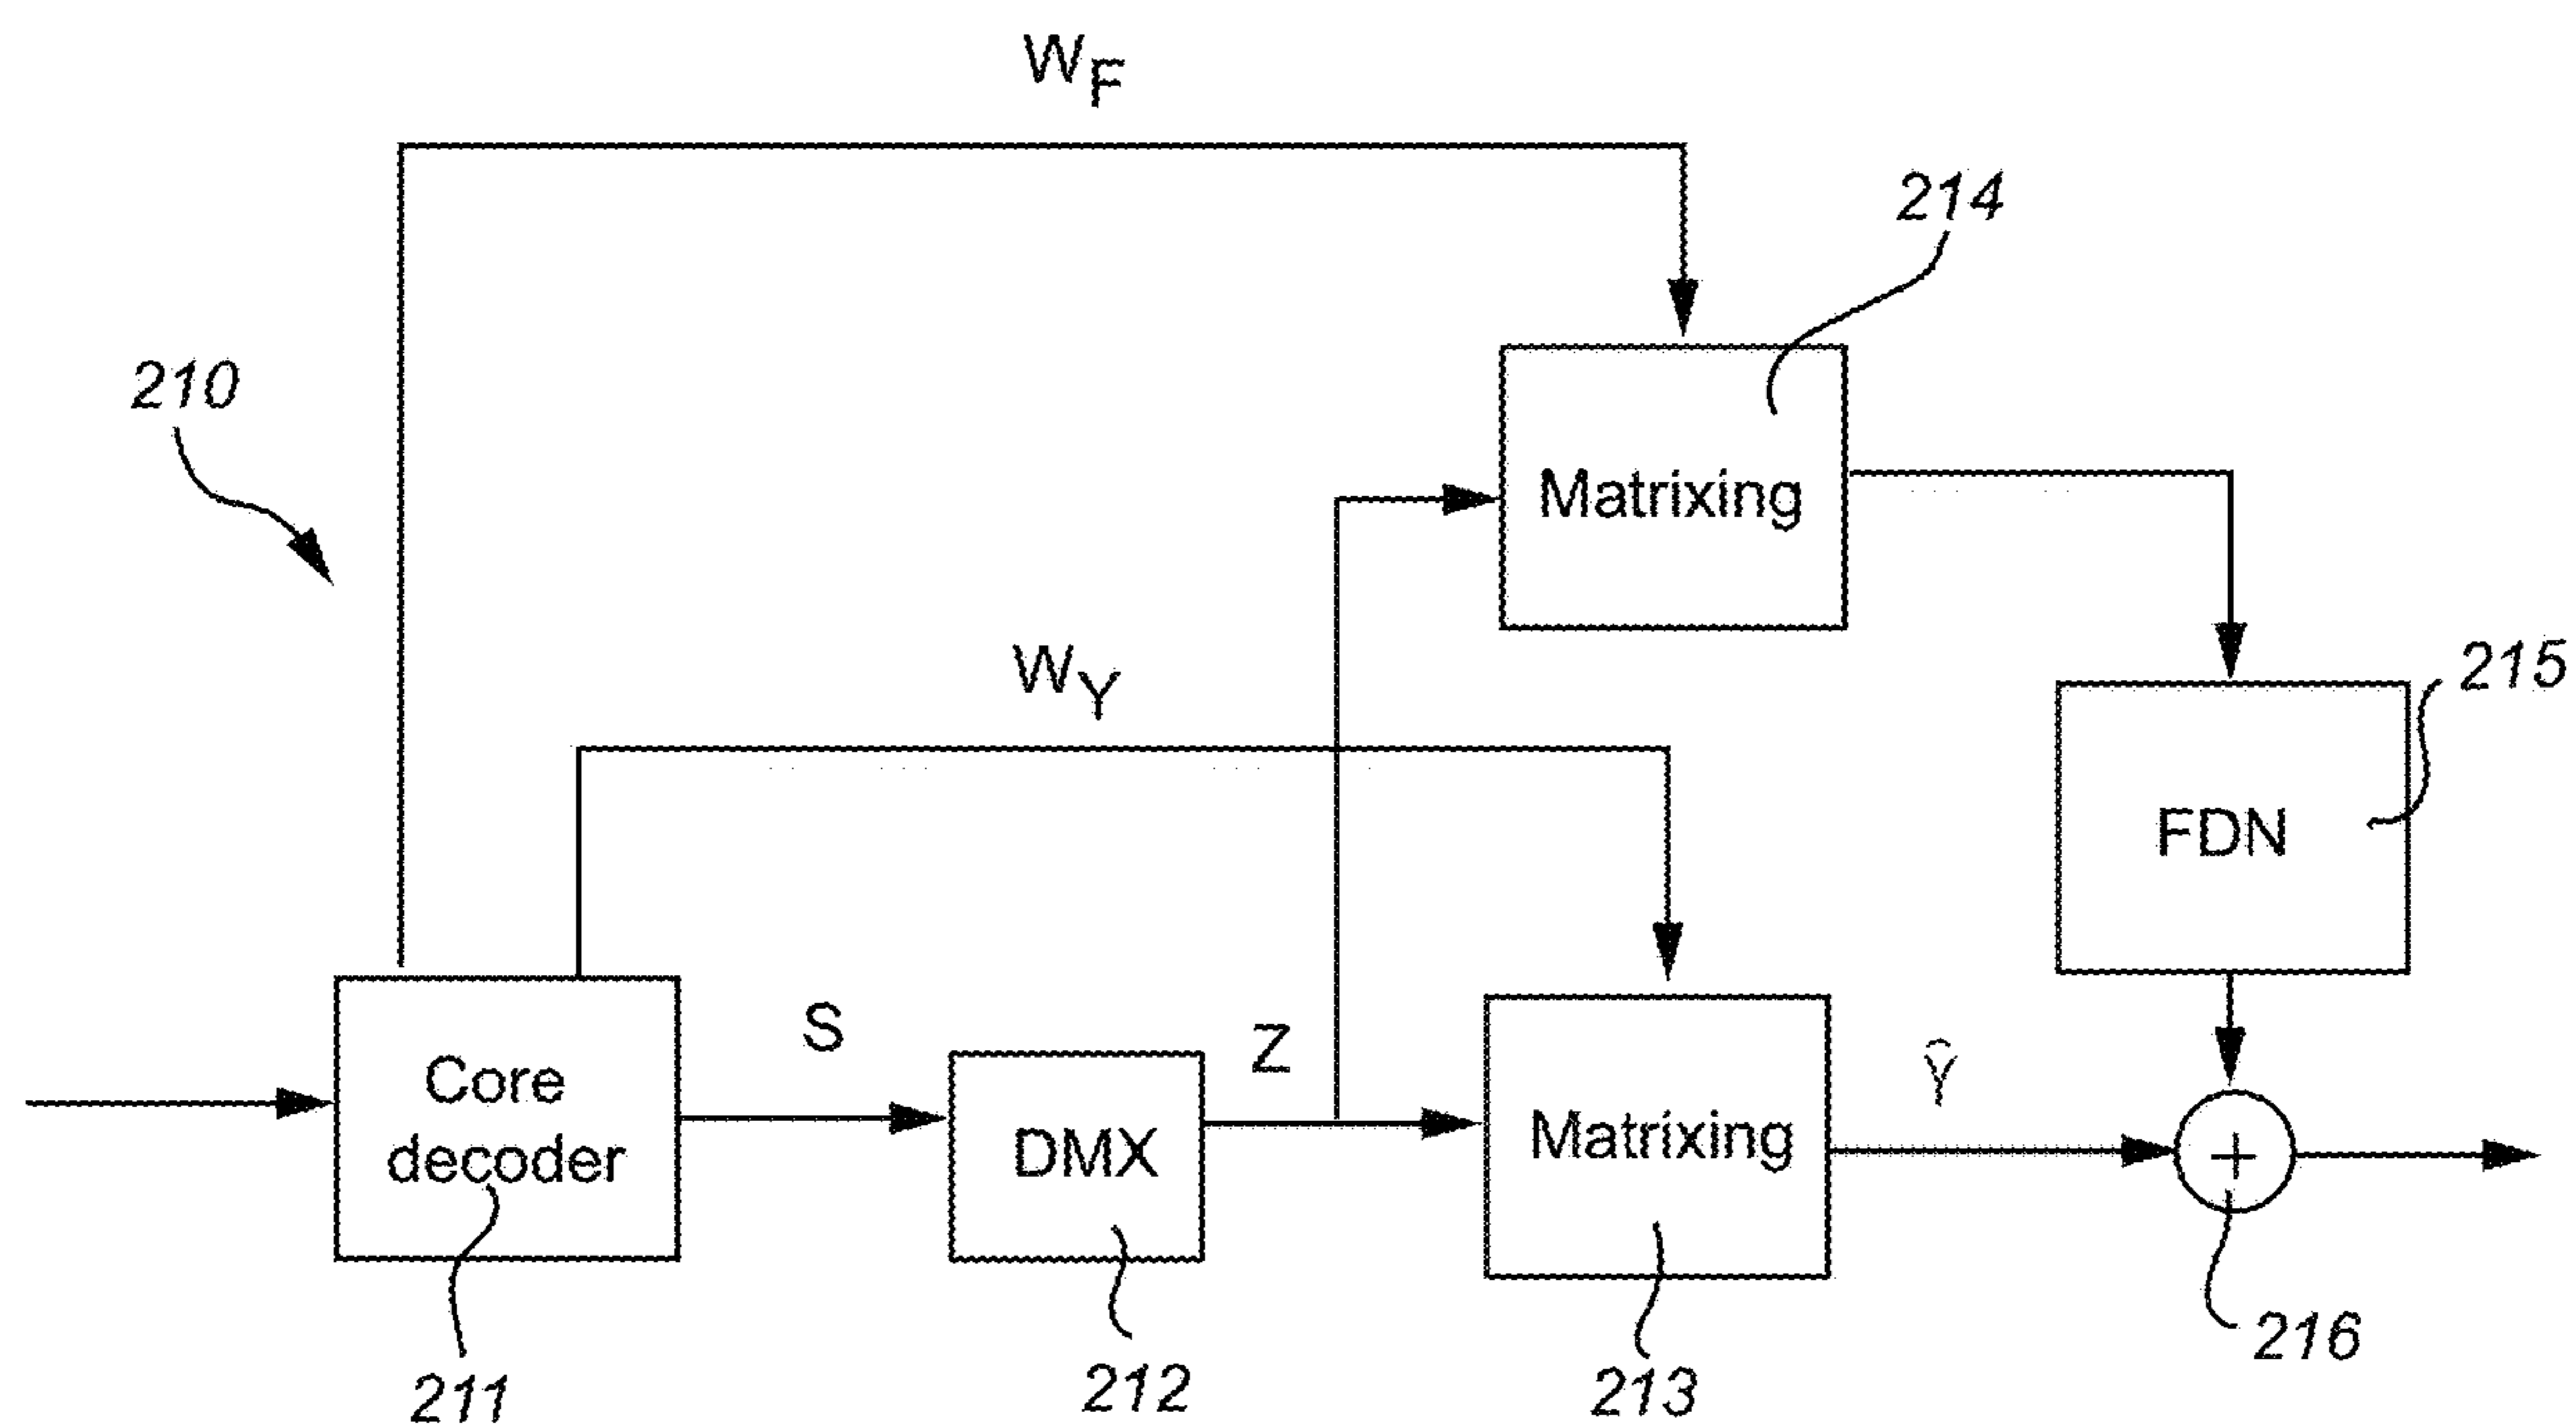 W_F
214
210
Matrixing
W_Y
215
FDN
S
Z
Ŷ
Core
decoder
DMX
Matrixing
+
216
211
212
213